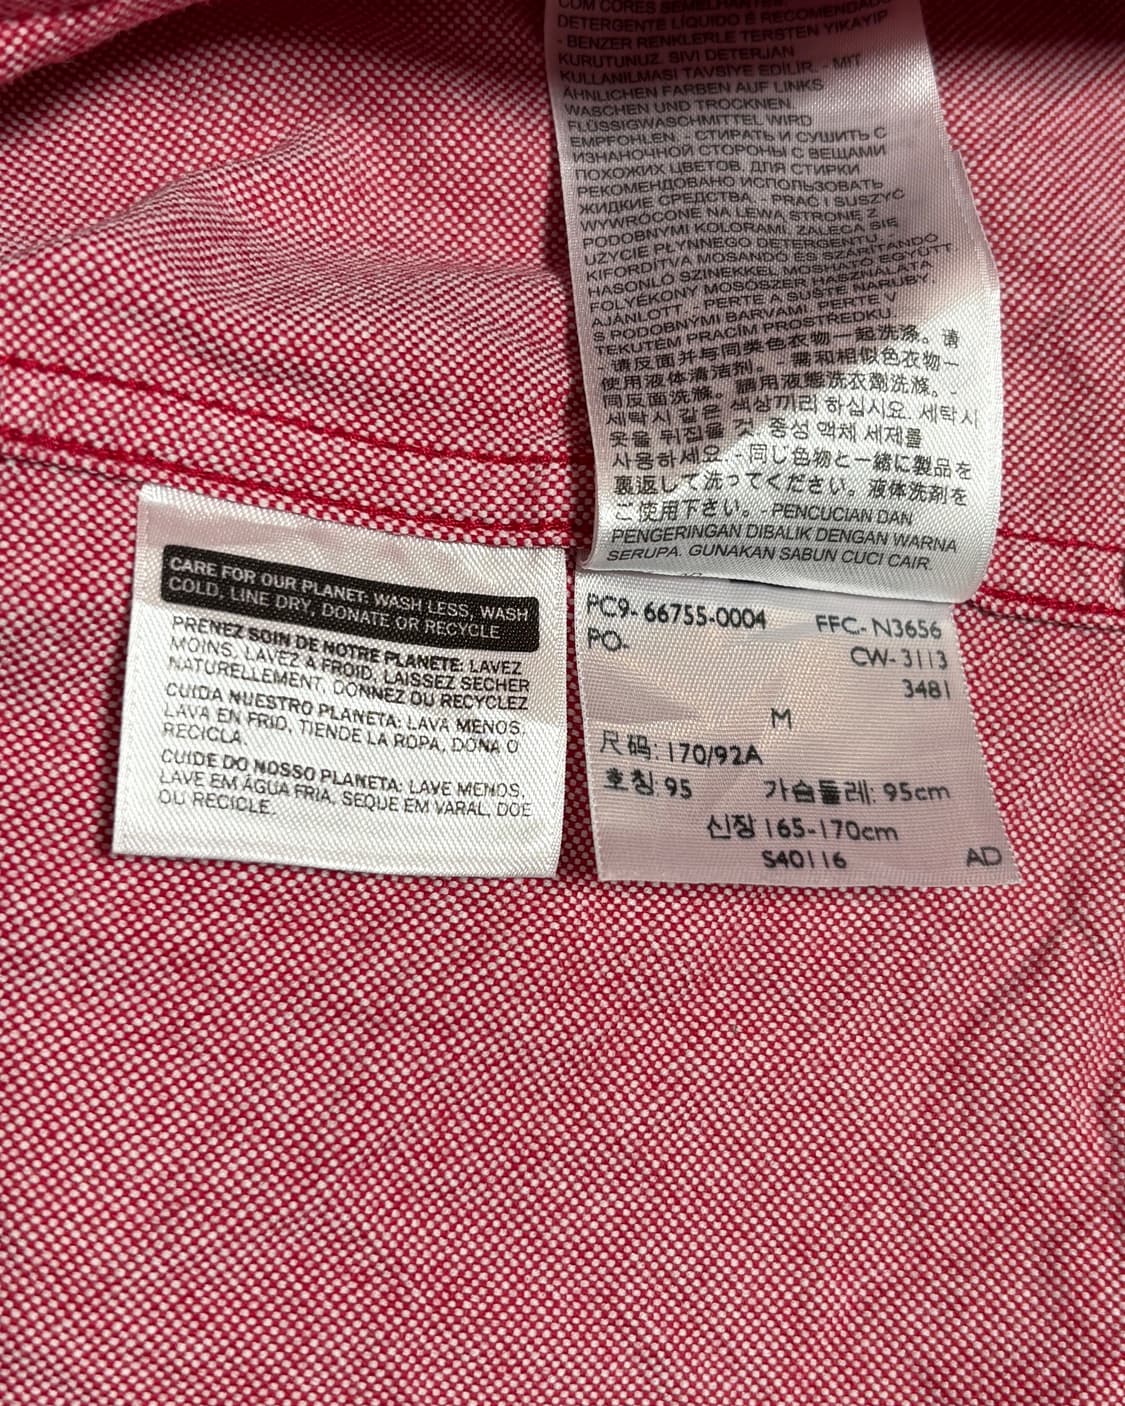 COM CORES SEMELHANTES.
DETERGENTE LÍQUIDO É RECOMENDADO
- BENZER RENKLERLE TERSTEN YIKAYIP
KURUTUNUZ. SIVI DETERJAN
KULLANILMASI TAVSİYE EDİLİR. - MIT
ÄHNLICHEN FARBEN AUF LINKS
WASCHEN UND TROCKNEN.
FLÜSSIGWASCHMITTEL WIRD
EMPFOHLEN. - СТИРАТЬ И СУШИТЬ С
ИЗНАНОЧНОЙ СТОРОНЫ С ВЕЩАМИ
ПОХОЖИХ ЦВЕТОВ. ДЛЯ СТИРКИ
РЕКОМЕНДОВАНО ИСПОЛЬЗОВАТЬ
ЖИДКИЕ СРЕДСТВА. - PRAĆ I SUSZYĆ
WYWRÓCONE NA LEWĄ STRONĘ Z
PODOBNYMI KOLORAMI. ZALECA SIĘ
UŻYCIE PŁYNNEGO DETERGENTU. -
KIFORDÍTVA MOSANDÓ ÉS SZÁRÍTANDÓ
HASONLÓ SZÍNEKKEL MOSHATÓ EGYÜTT
FOLYÉKONY MOSÓSZER HASZNÁLATA
AJÁNLOTT. - PERTE A SUŠTE NARUBY,
S PODOBNÝMI BARVAMI. PERTE V
TEKUTÉM PRACÍM PROSTŘEDKU.
- 请反面并与同类色衣物一起洗涤。请
使用液体清洁剂。 - 需和相似色衣物一
同反面洗滌。請用液態洗衣劑洗滌。 -
세탁시 같은 색상끼리 하십시오. 세탁시
옷을 뒤집을 것. 중성 액체 세제를
사용하세요. - 同じ色物と一緒に製品を
裏返して洗ってください。液体洗剤を
ご使用下さい。 - PENCUCIAN DAN
PENGERINGAN DIBALIK DENGAN WARNA
SERUPA. GUNAKAN SABUN CUCI CAIR.
CARE FOR OUR PLANET. WASH LESS, WASH
COLD, LINE DRY, DONATE OR RECYCLE
PRENEZ SOIN DE NOTRE PLANETE: LAVEZ
MOINS, LAVEZ À FROID, LAISSEZ SECHER
NATURELLEMENT, DONNEZ OU RECYCLEZ
CUIDA NUESTRO PLANETA: LAVA MENOS,
LAVA EN FRIO, TIENDE LA ROPA, DONA O
RECICLA.
CUIDE DO NOSSO PLANETA: LAVE MENOS,
LAVE EM ÁGUA FRIA, SEQUE EM VARAL, DOE
OU RECICLE.
PC9- 66755-0004 FFC- N3656
PO- CW- 3113
3481
M
尺码: 170/92A
호칭 95 가슴둘레: 95cm
신장 165-170cm
S40116 AD